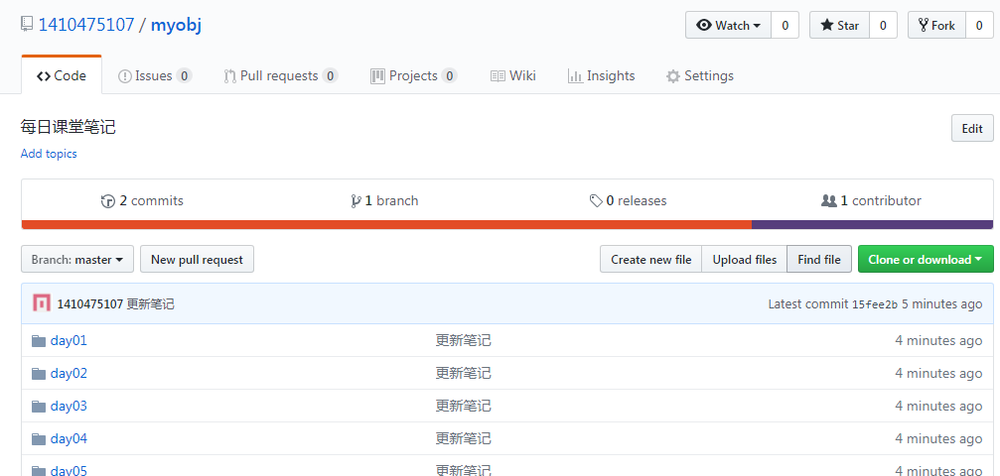 1410475107 / myobj
Watch 0 Star 0 Fork 0
Code Issues 0 Pull requests 0 Projects 0 Wiki Insights Settings
每日课堂笔记
Edit
Add topics
2 commits 1 branch 0 releases 1 contributor
Branch: master New pull request Create new file Upload files Find file Clone or download
1410475107 更新笔记 Latest commit 15fee2b 5 minutes ago
day01 更新笔记 4 minutes ago
day02 更新笔记 4 minutes ago
day03 更新笔记 4 minutes ago
day04 更新笔记 4 minutes ago
day05 更新笔记 4 minutes ago